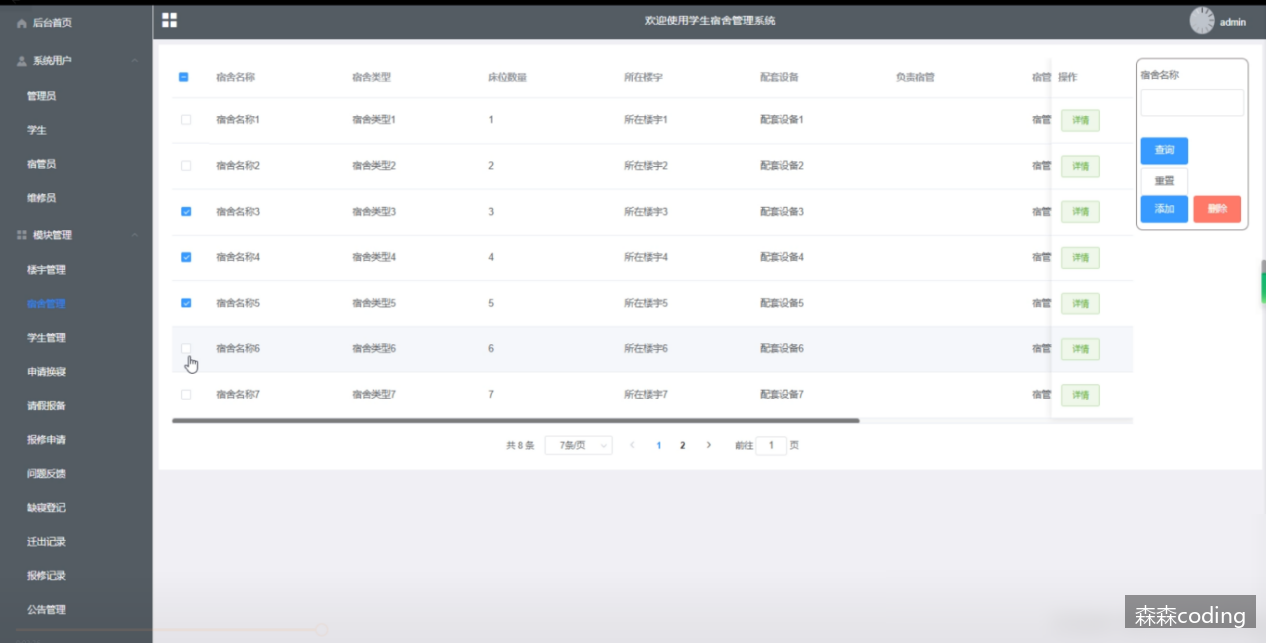 后台首页
欢迎使用学生宿舍管理系统
admin
系统用户
管理员
学生
宿管员
维修员
模块管理
楼宇管理
宿舍管理
学生管理
申请换寝
请假报备
报修申请
问题反馈
缺寝登记
迁出记录
报修记录
公告管理
宿舍名称 宿舍类型 床位数量 所在楼宇 配套设备 负责宿管 宿管 操作
宿舍名称1 宿舍类型1 1 所在楼宇1 配套设备1 宿管 详情
宿舍名称2 宿舍类型2 2 所在楼宇2 配套设备2 宿管 详情
宿舍名称3 宿舍类型3 3 所在楼宇3 配套设备3 宿管 详情
宿舍名称4 宿舍类型4 4 所在楼宇4 配套设备4 宿管 详情
宿舍名称5 宿舍类型5 5 所在楼宇5 配套设备5 宿管 详情
宿舍名称6 宿舍类型6 6 所在楼宇6 配套设备6 宿管 详情
宿舍名称7 宿舍类型7 7 所在楼宇7 配套设备7 宿管 详情
共 8 条 7条/页 1 2 前往 1 页
宿舍名称
查询
重置
添加 删除
森森coding